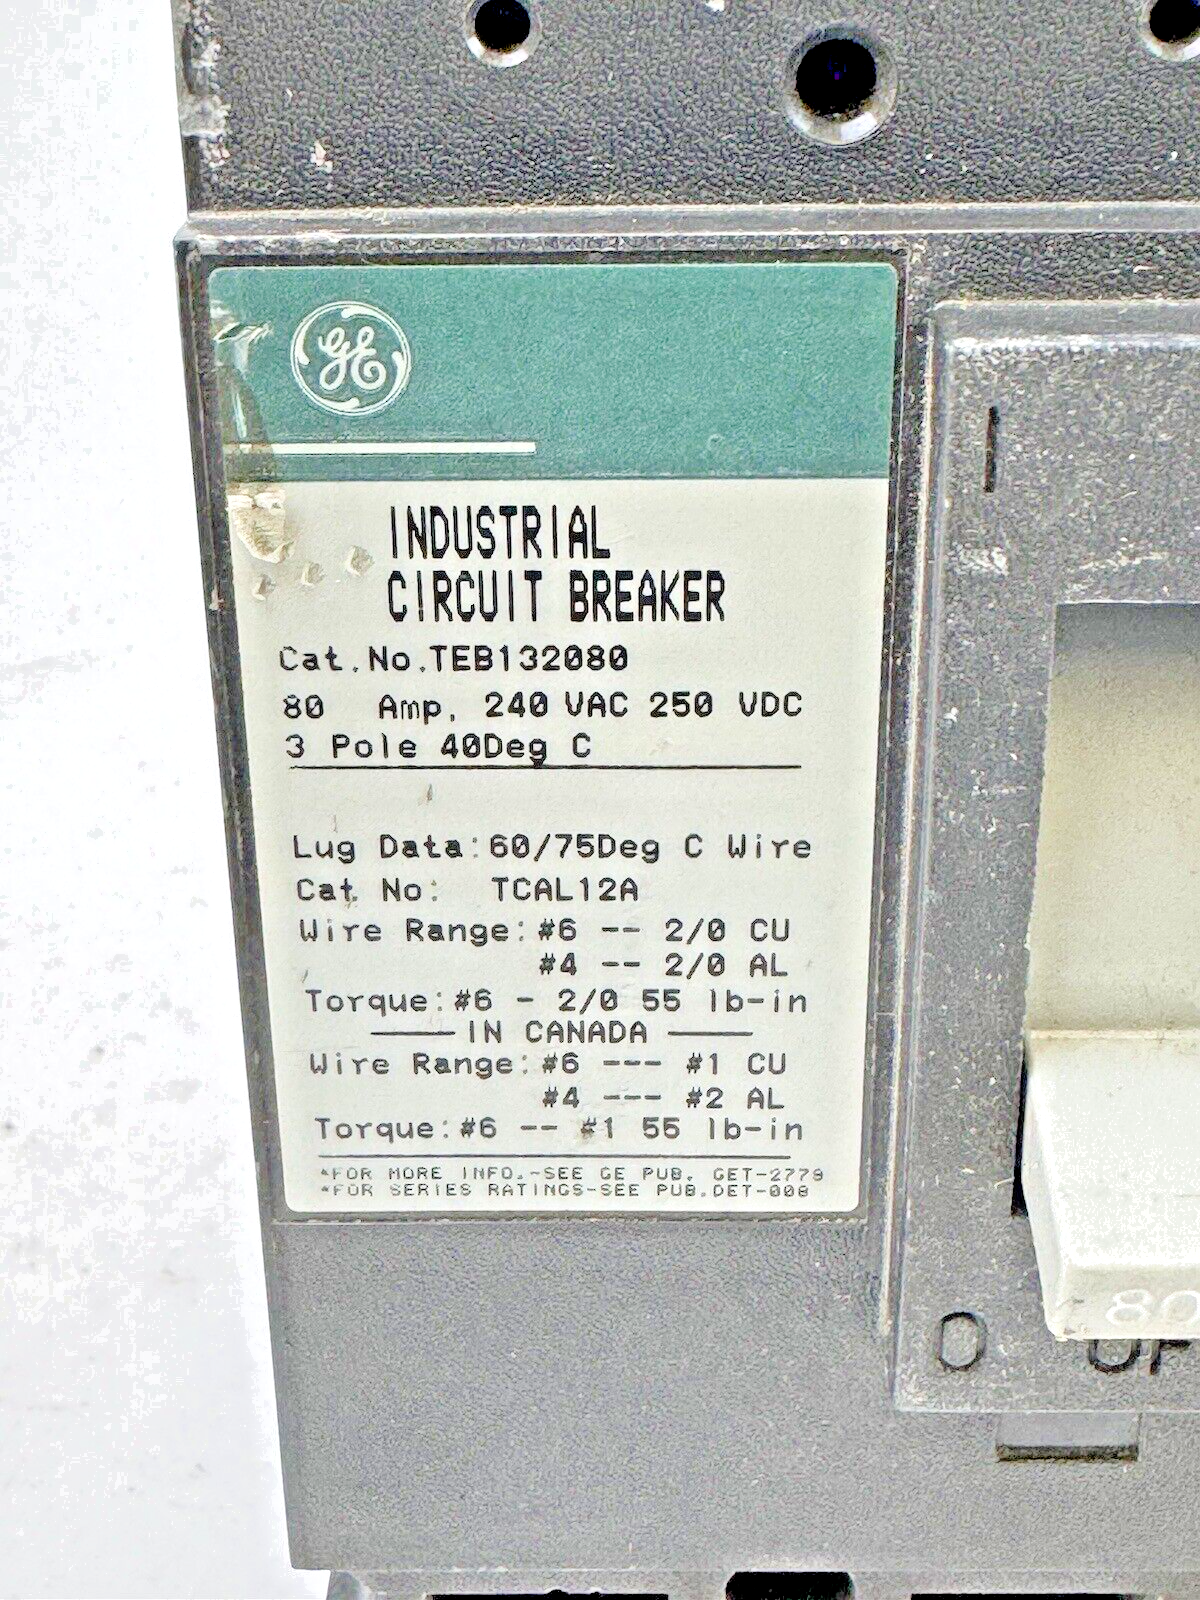 GE
INDUSTRIAL
CIRCUIT BREAKER
Cat.No.TEB132080
80 Amp, 240 VAC 250 VDC
3 Pole 40Deg C
Lug Data:60/75Deg C Wire
Cat. No: TCAL12A
Wire Range:#6 -- 2/0 CU
#4 -- 2/0 AL
Torque:#6 - 2/0 55 lb-in
IN CANADA
Wire Range:#6 --- #1 CU
#4 --- #2 AL
Torque:#6 -- #1 55 lb-in
*FOR MORE INFO.-SEE GE PUB. GET-2779
*FOR SERIES RATINGS-SEE PUB.DET-008
I
80
O